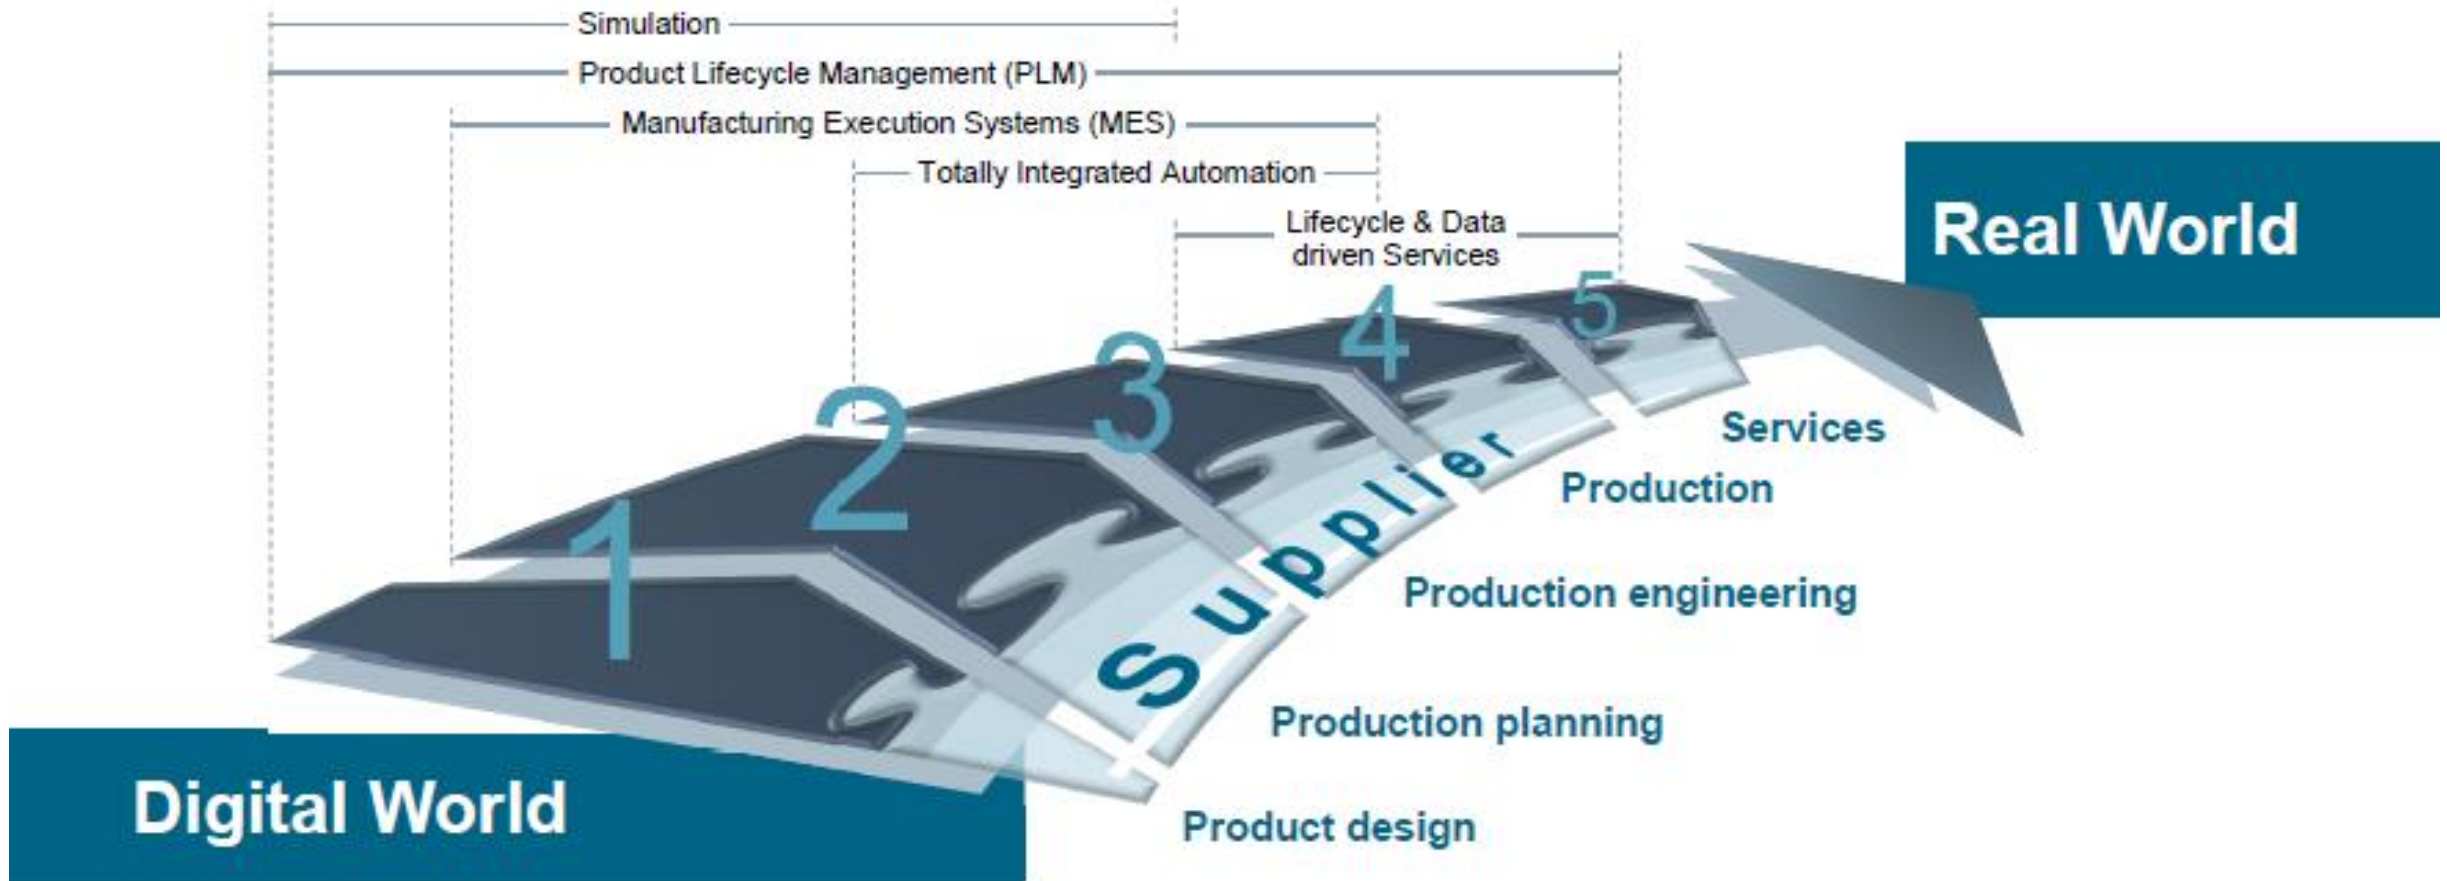 Simulation
Product Lifecycle Management (PLM)
Manufacturing Execution Systems (MES)
Totally Integrated Automation
Lifecycle & Data
driven Services
Real World
5
4
3
2
1
Supplier
Services
Production
Production engineering
Production planning
Product design
Digital World